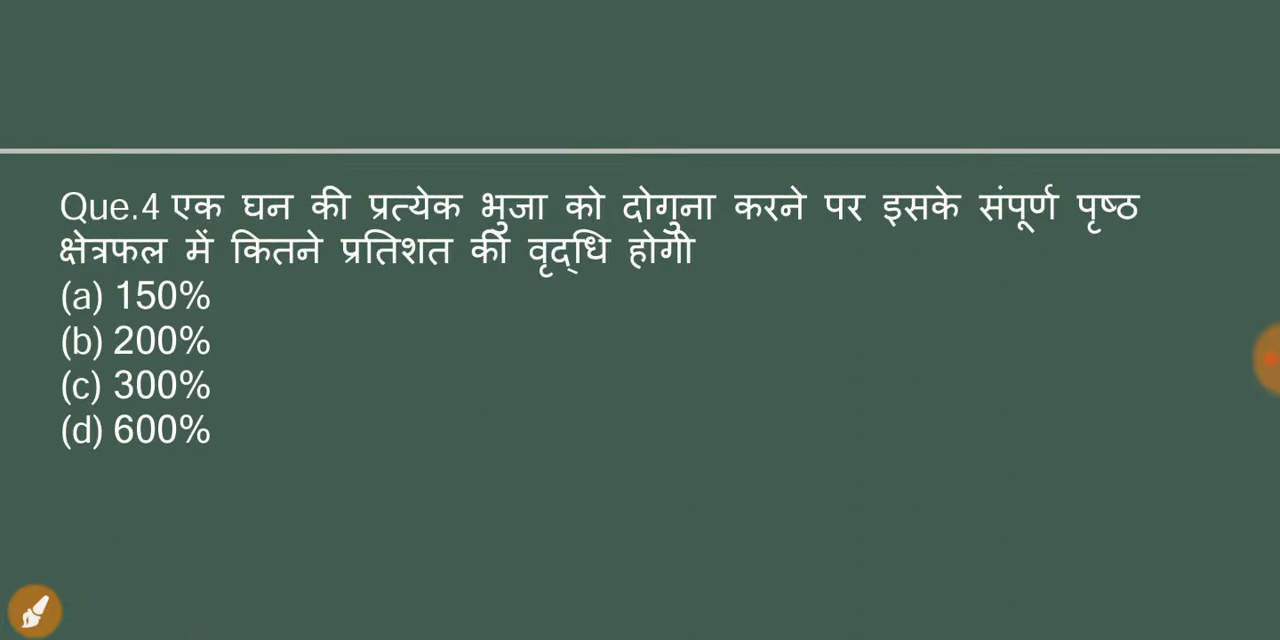 Que.4 एक घन की प्रत्येक भुजा को दोगुना करने पर इसके संपूर्ण पृष्ठ
क्षेत्रफल में कितने प्रतिशत की वृद्धि होगी
(a) 150%
(b) 200%
(c) 300%
(d) 600%